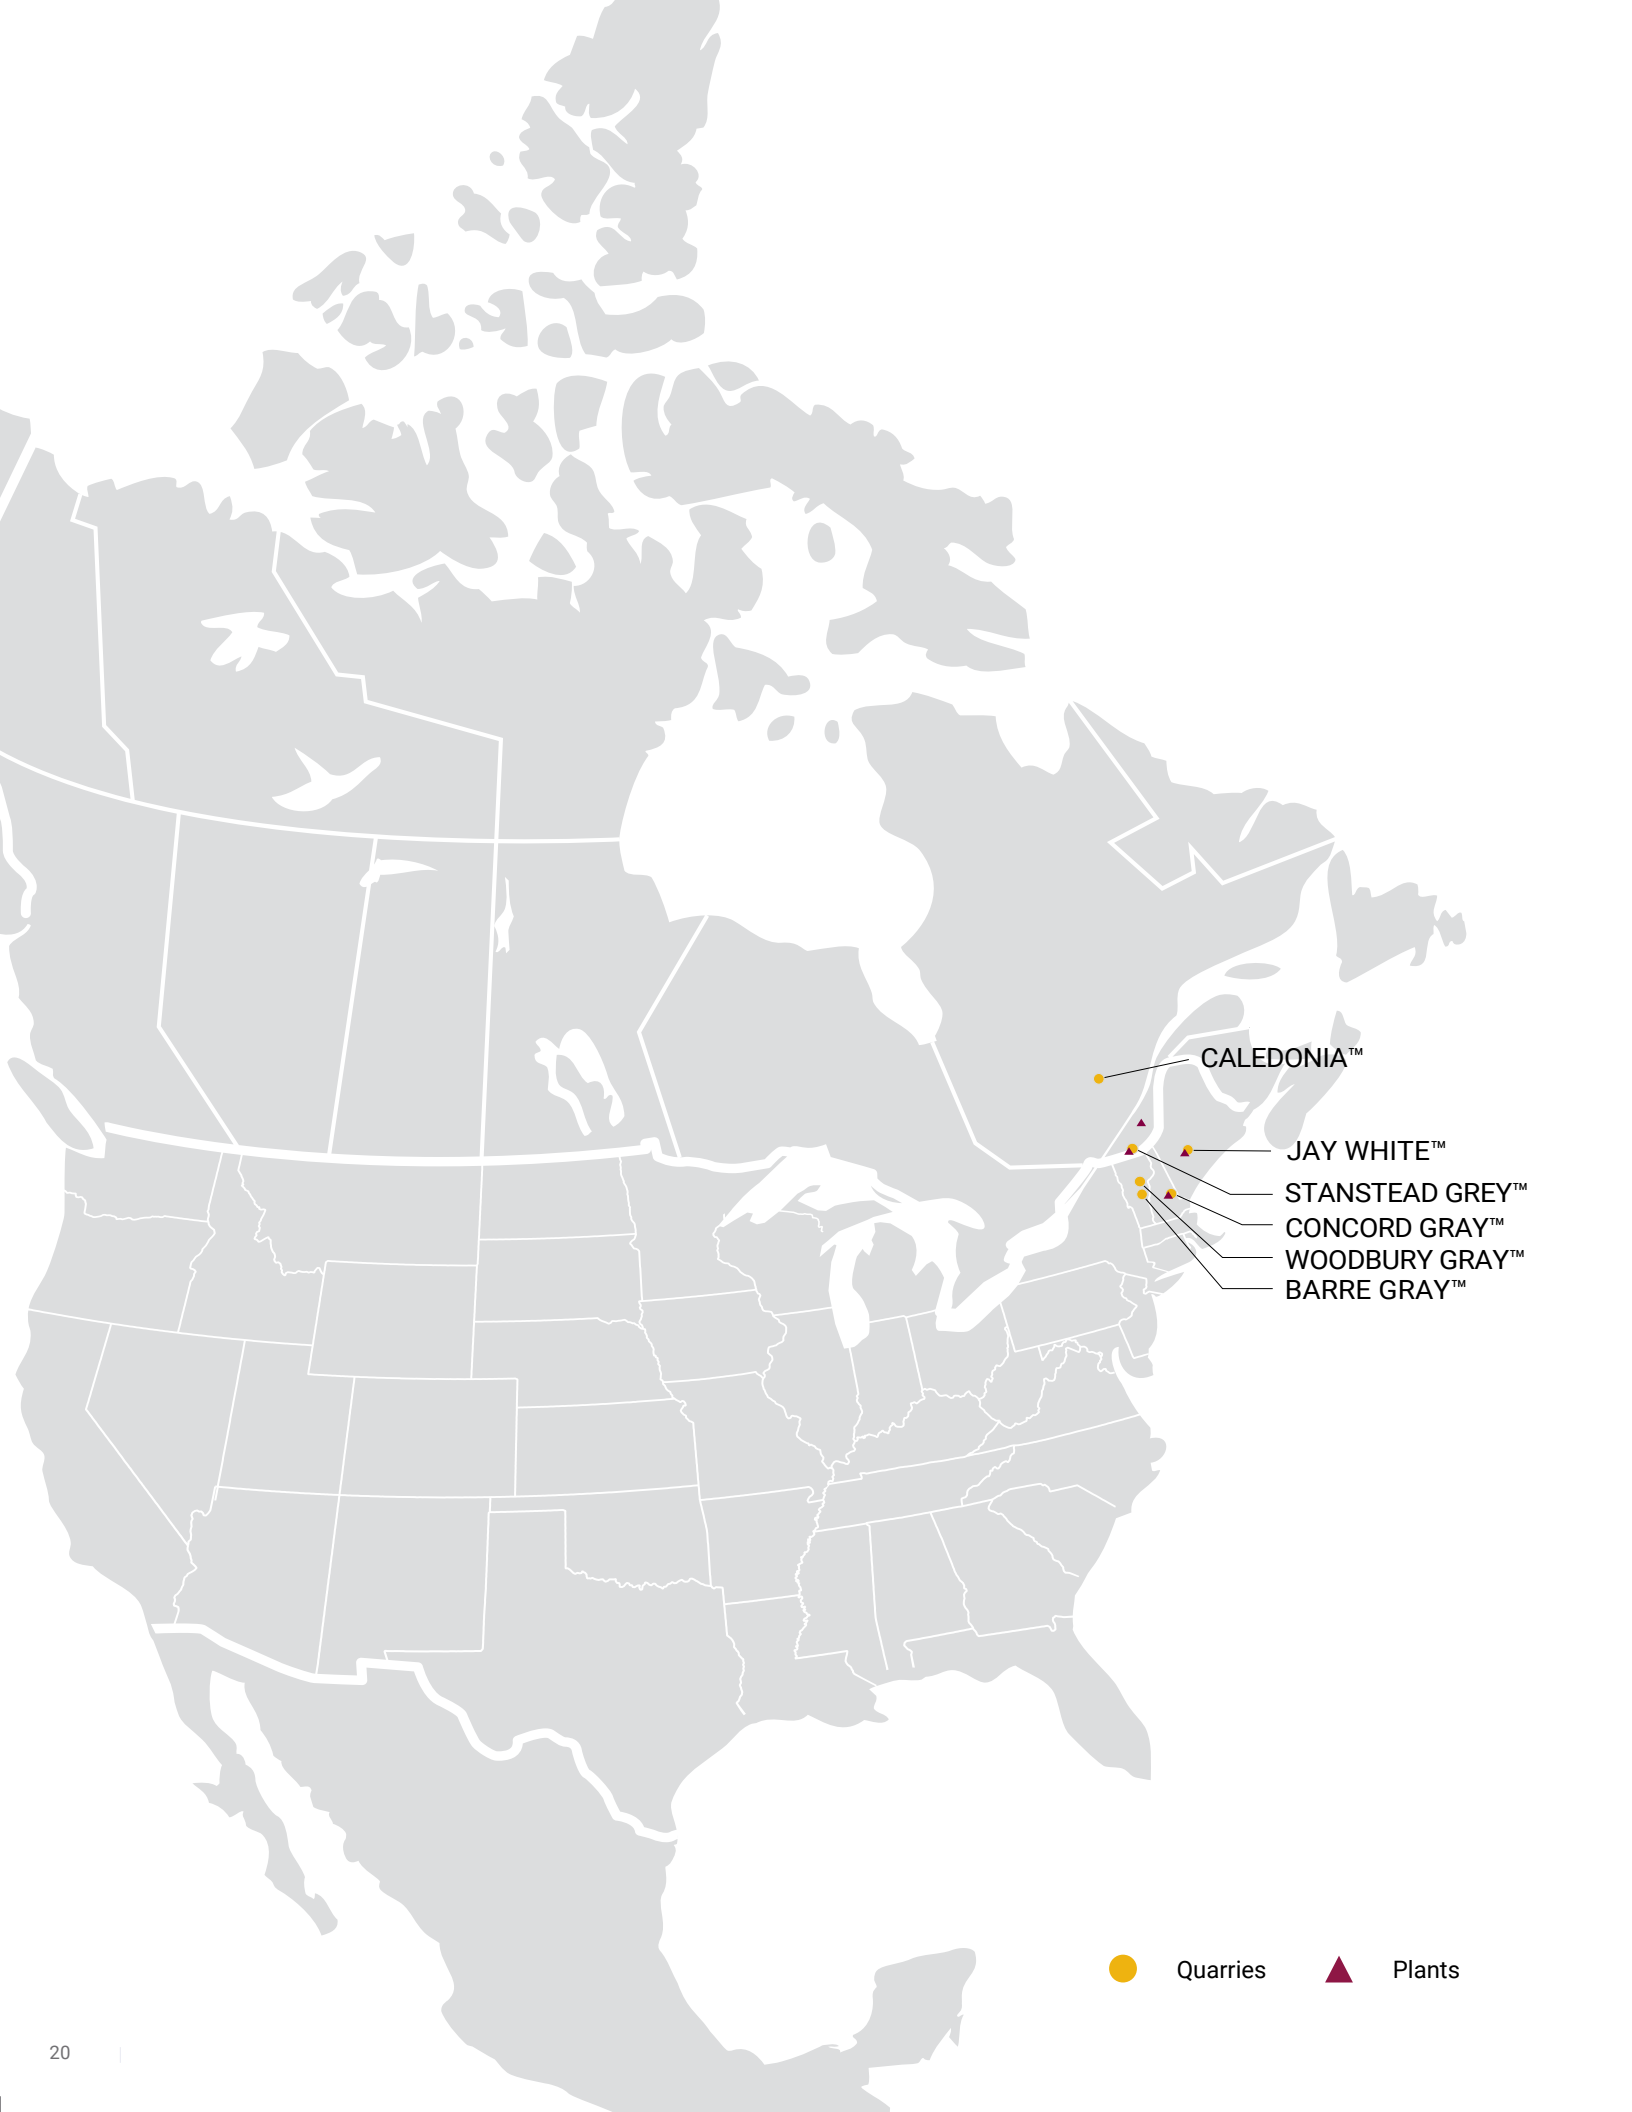 CALEDONIA™
JAY WHITE™
STANSTEAD GREY™
CONCORD GRAY™
WOODBURY GRAY™
BARRE GRAY™
Quarries Plants
20